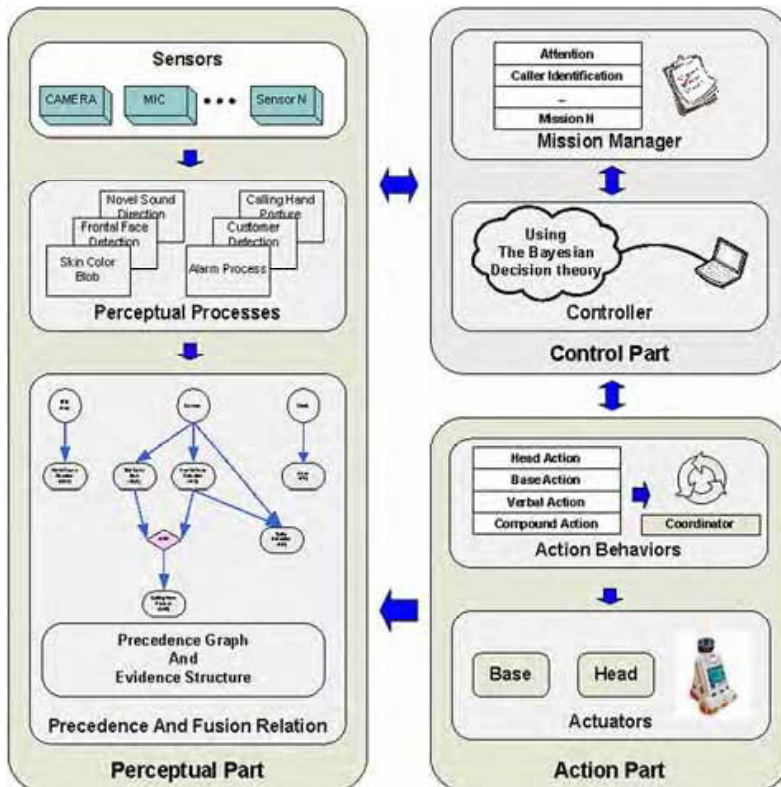 Sensors
CAMERA
MIC
Sensor N
Novel Sound
Direction
Frontal Face
Detection
Skin Color
Blob
Calling Hand
Posture
Customer
Detection
Alarm Process
Perceptual Processes
Precedence Graph
And
Evidence Structure
Precedence And Fusion Relation
Perceptual Part
Attention
Caller Identification
...
Mission N
Mission Manager
Using
The Bayesian
Decision theory
Controller
Control Part
Head Action
Base Action
Verbal Action
Compound Action
Coordinator
Action Behaviors
Base
Head
Actuators
Action Part